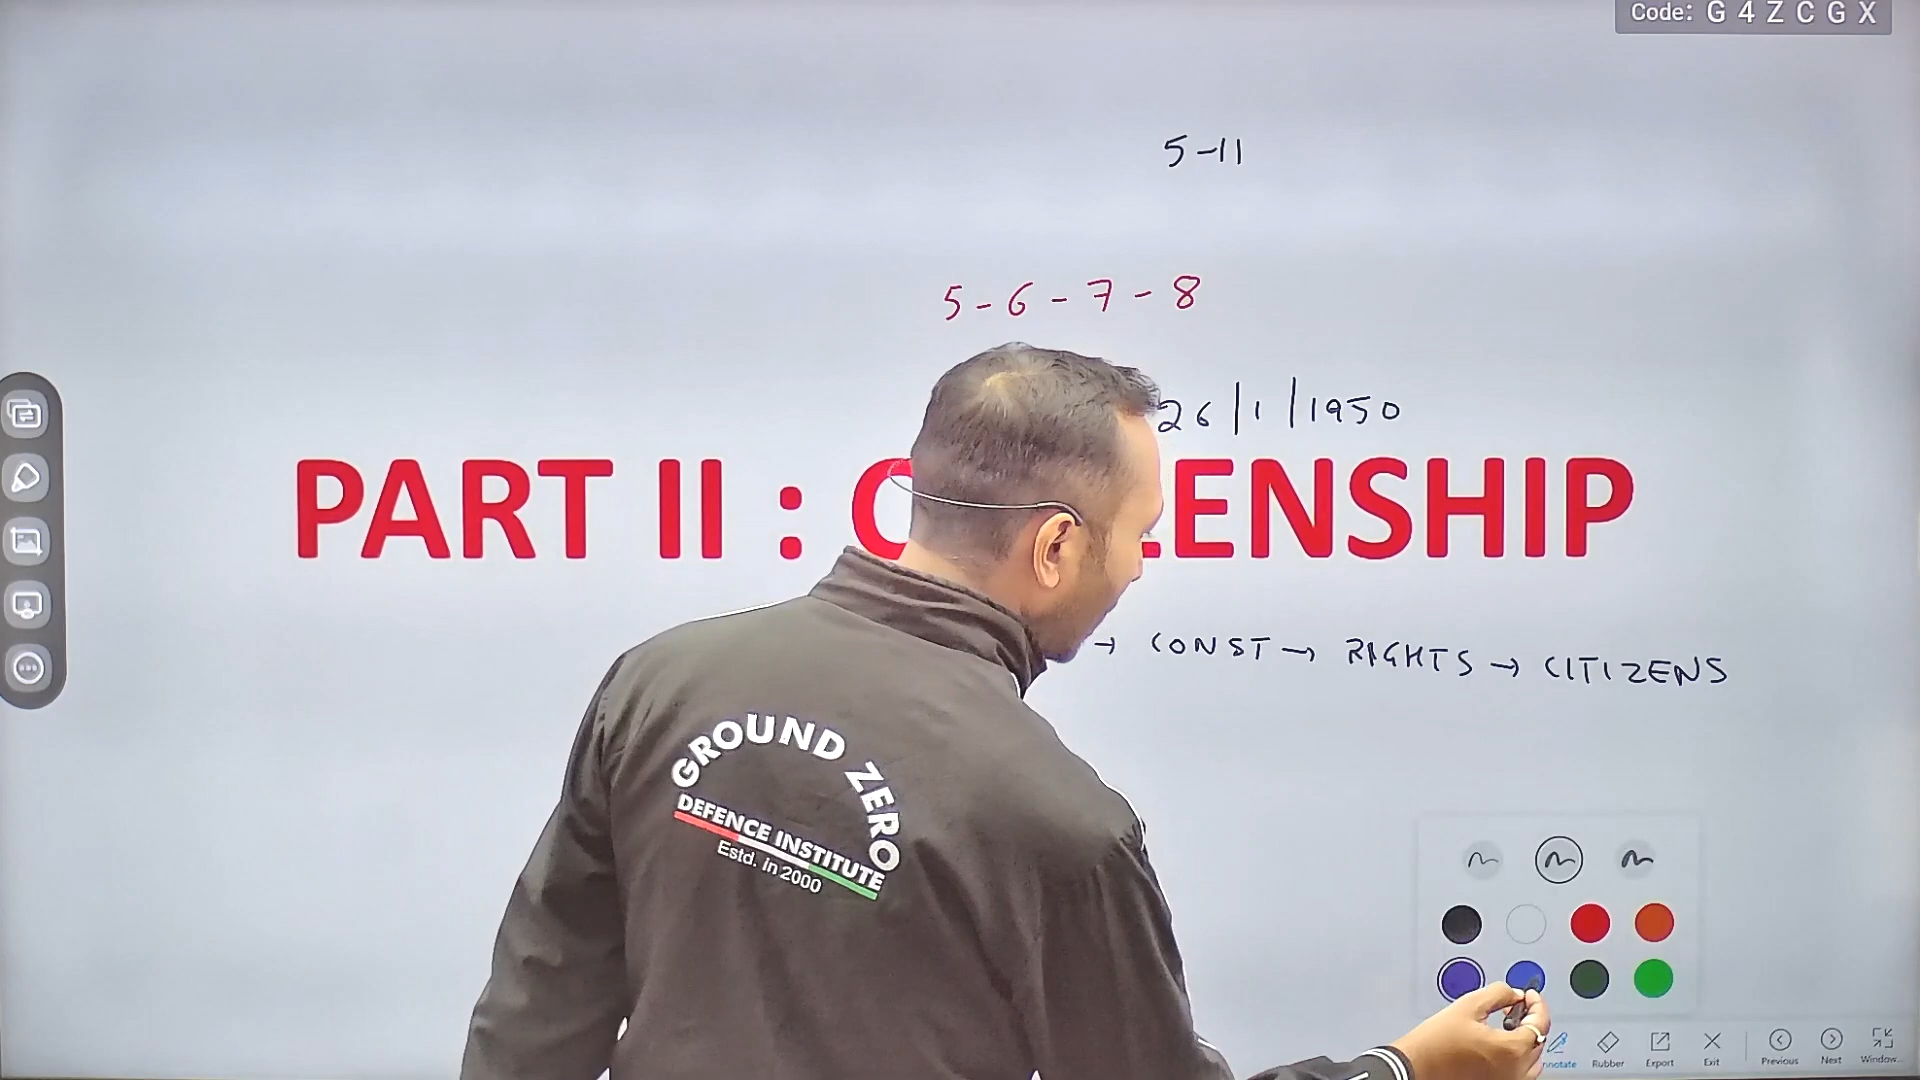 Code: G 4 Z C G X
5-11
5 - 6 - 7 - 8
26/1/1950
PART II : C ENSHIP
→ CONST → RIGHTS → CITIZENS
GROUND ZERO
DEFENCE INSTITUTE
Estd. in 2000
Rubber Export Exit Previous Next Window...